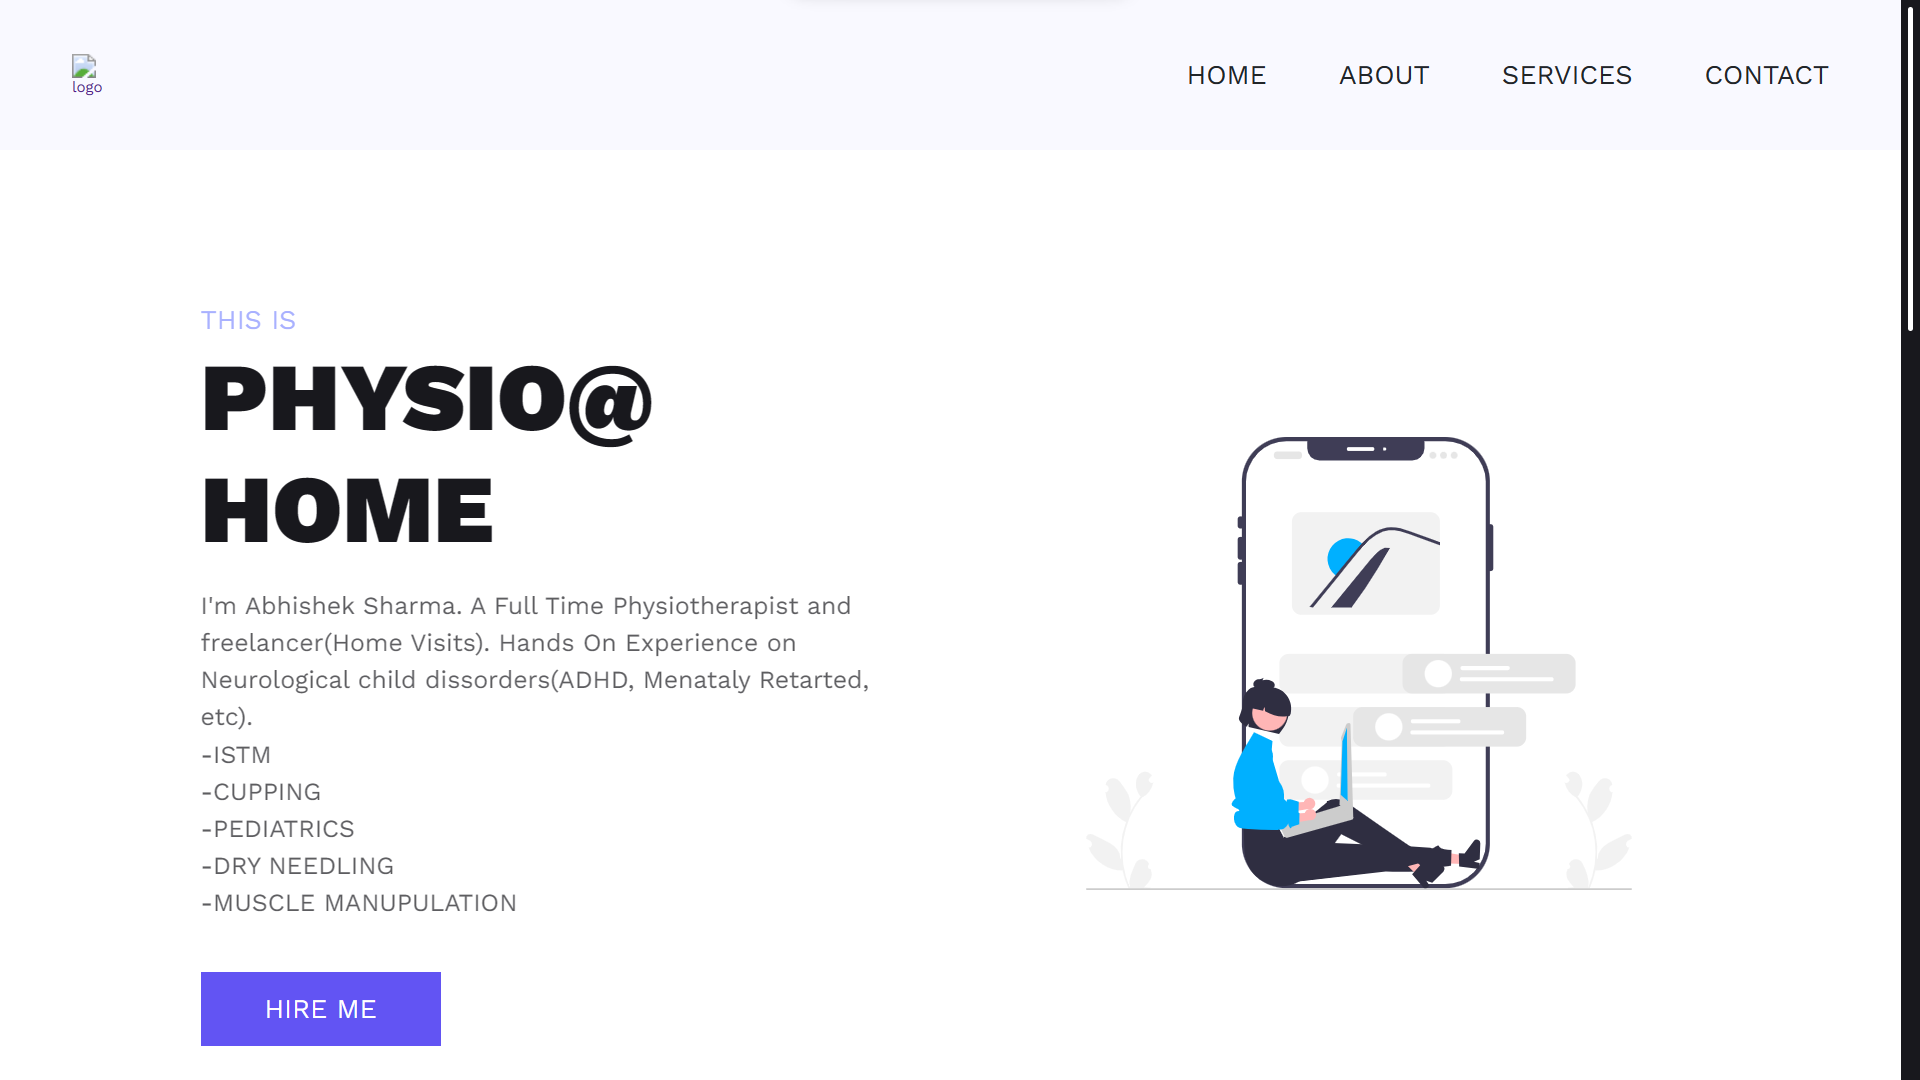 logo
HOME ABOUT SERVICES CONTACT
THIS IS
PHYSIO@
HOME
I'm Abhishek Sharma. A Full Time Physiotherapist and
freelancer(Home Visits). Hands On Experience on
Neurological child dissorders(ADHD, Menataly Retarted,
etc).
-ISTM
-CUPPING
-PEDIATRICS
-DRY NEEDLING
-MUSCLE MANUPULATION
HIRE ME